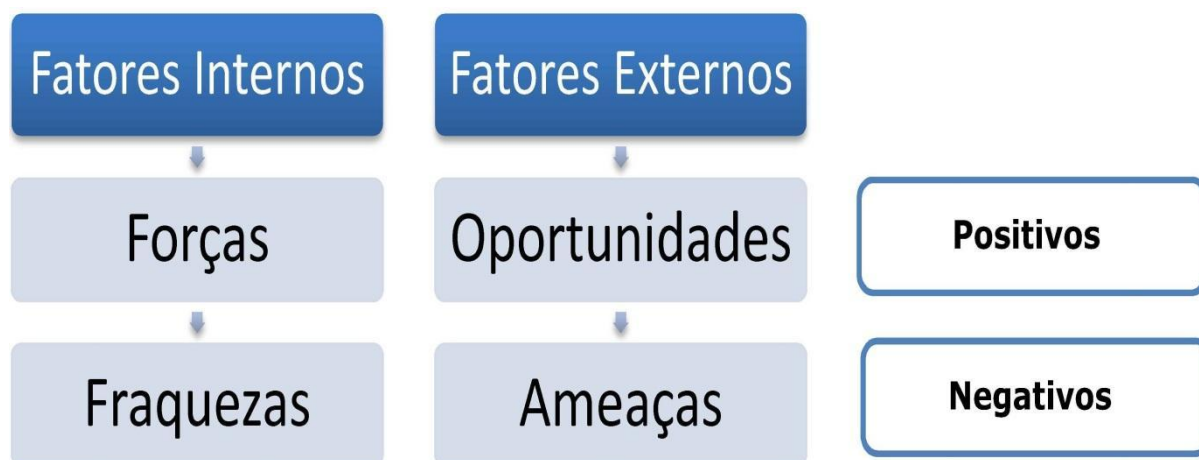 Fatores Internos
Fatores Externos
Forças
Oportunidades
Positivos
Fraquezas
Ameaças
Negativos